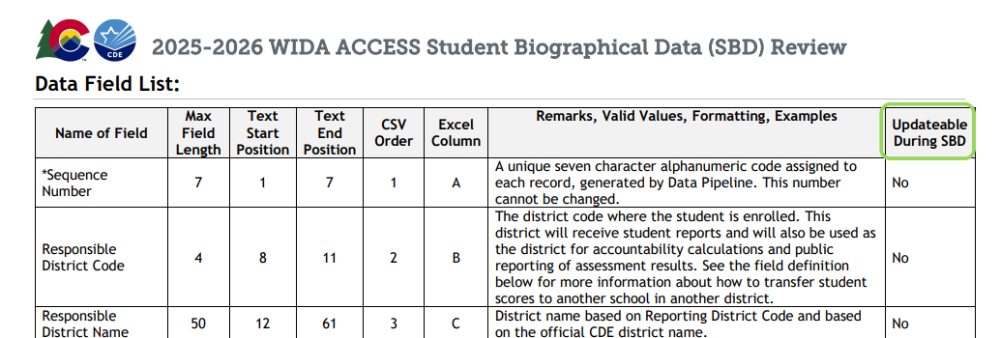 CDE
2025-2026 WIDA ACCESS Student Biographical Data (SBD) Review
Data Field List:
Name of Field
Max
Field
Length
Text
Start
Position
Text
End
Position
CSV
Order
Excel
Column
Remarks, Valid Values, Formatting, Examples
Updateable
During SBD
*Sequence
Number
7
1
7
1
A
A unique seven character alphanumeric code assigned to
each record, generated by Data Pipeline. This number
cannot be changed.
No
Responsible
District Code
4
8
11
2
B
The district code where the student is enrolled. This
district will receive student reports and will also be used as
the district for accountability calculations and public
reporting of assessment results. See the field definition
below for more information about how to transfer student
scores to another school in another district.
No
Responsible
District Name
50
12
61
3
C
District name based on Reporting District Code and based
on the official CDE district name.
No